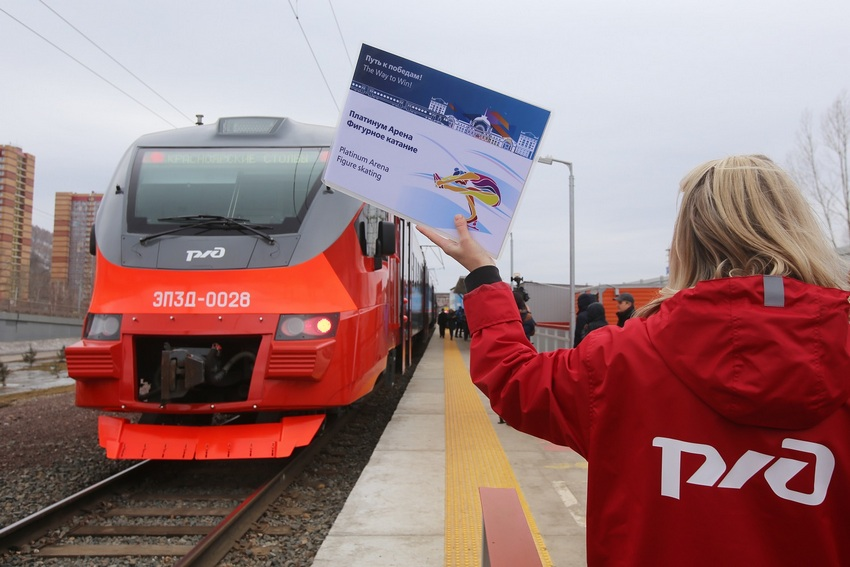 Путь к победам!
The Way to Win!
Платинум Арена
Фигурное катание
Platinum Arena
Figure skating
ржд
ЭП3Д-0028
ржд